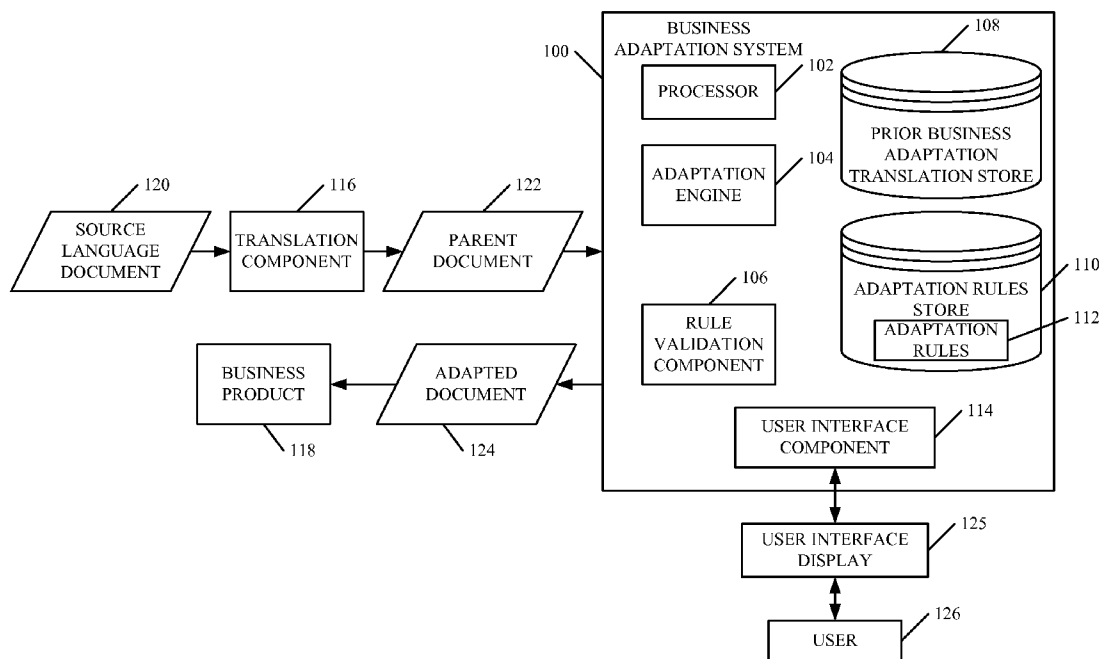 BUSINESS
ADAPTATION SYSTEM
100
102
PROCESSOR
108
PRIOR BUSINESS
ADAPTATION
TRANSLATION STORE
104
ADAPTATION
ENGINE
120
SOURCE
LANGUAGE
DOCUMENT
116
TRANSLATION
COMPONENT
122
PARENT
DOCUMENT
110
ADAPTATION RULES
STORE
112
ADAPTATION
RULES
106
RULE
VALIDATION
COMPONENT
BUSINESS
PRODUCT
118
ADAPTED
DOCUMENT
124
114
USER INTERFACE
COMPONENT
125
USER INTERFACE
DISPLAY
126
USER